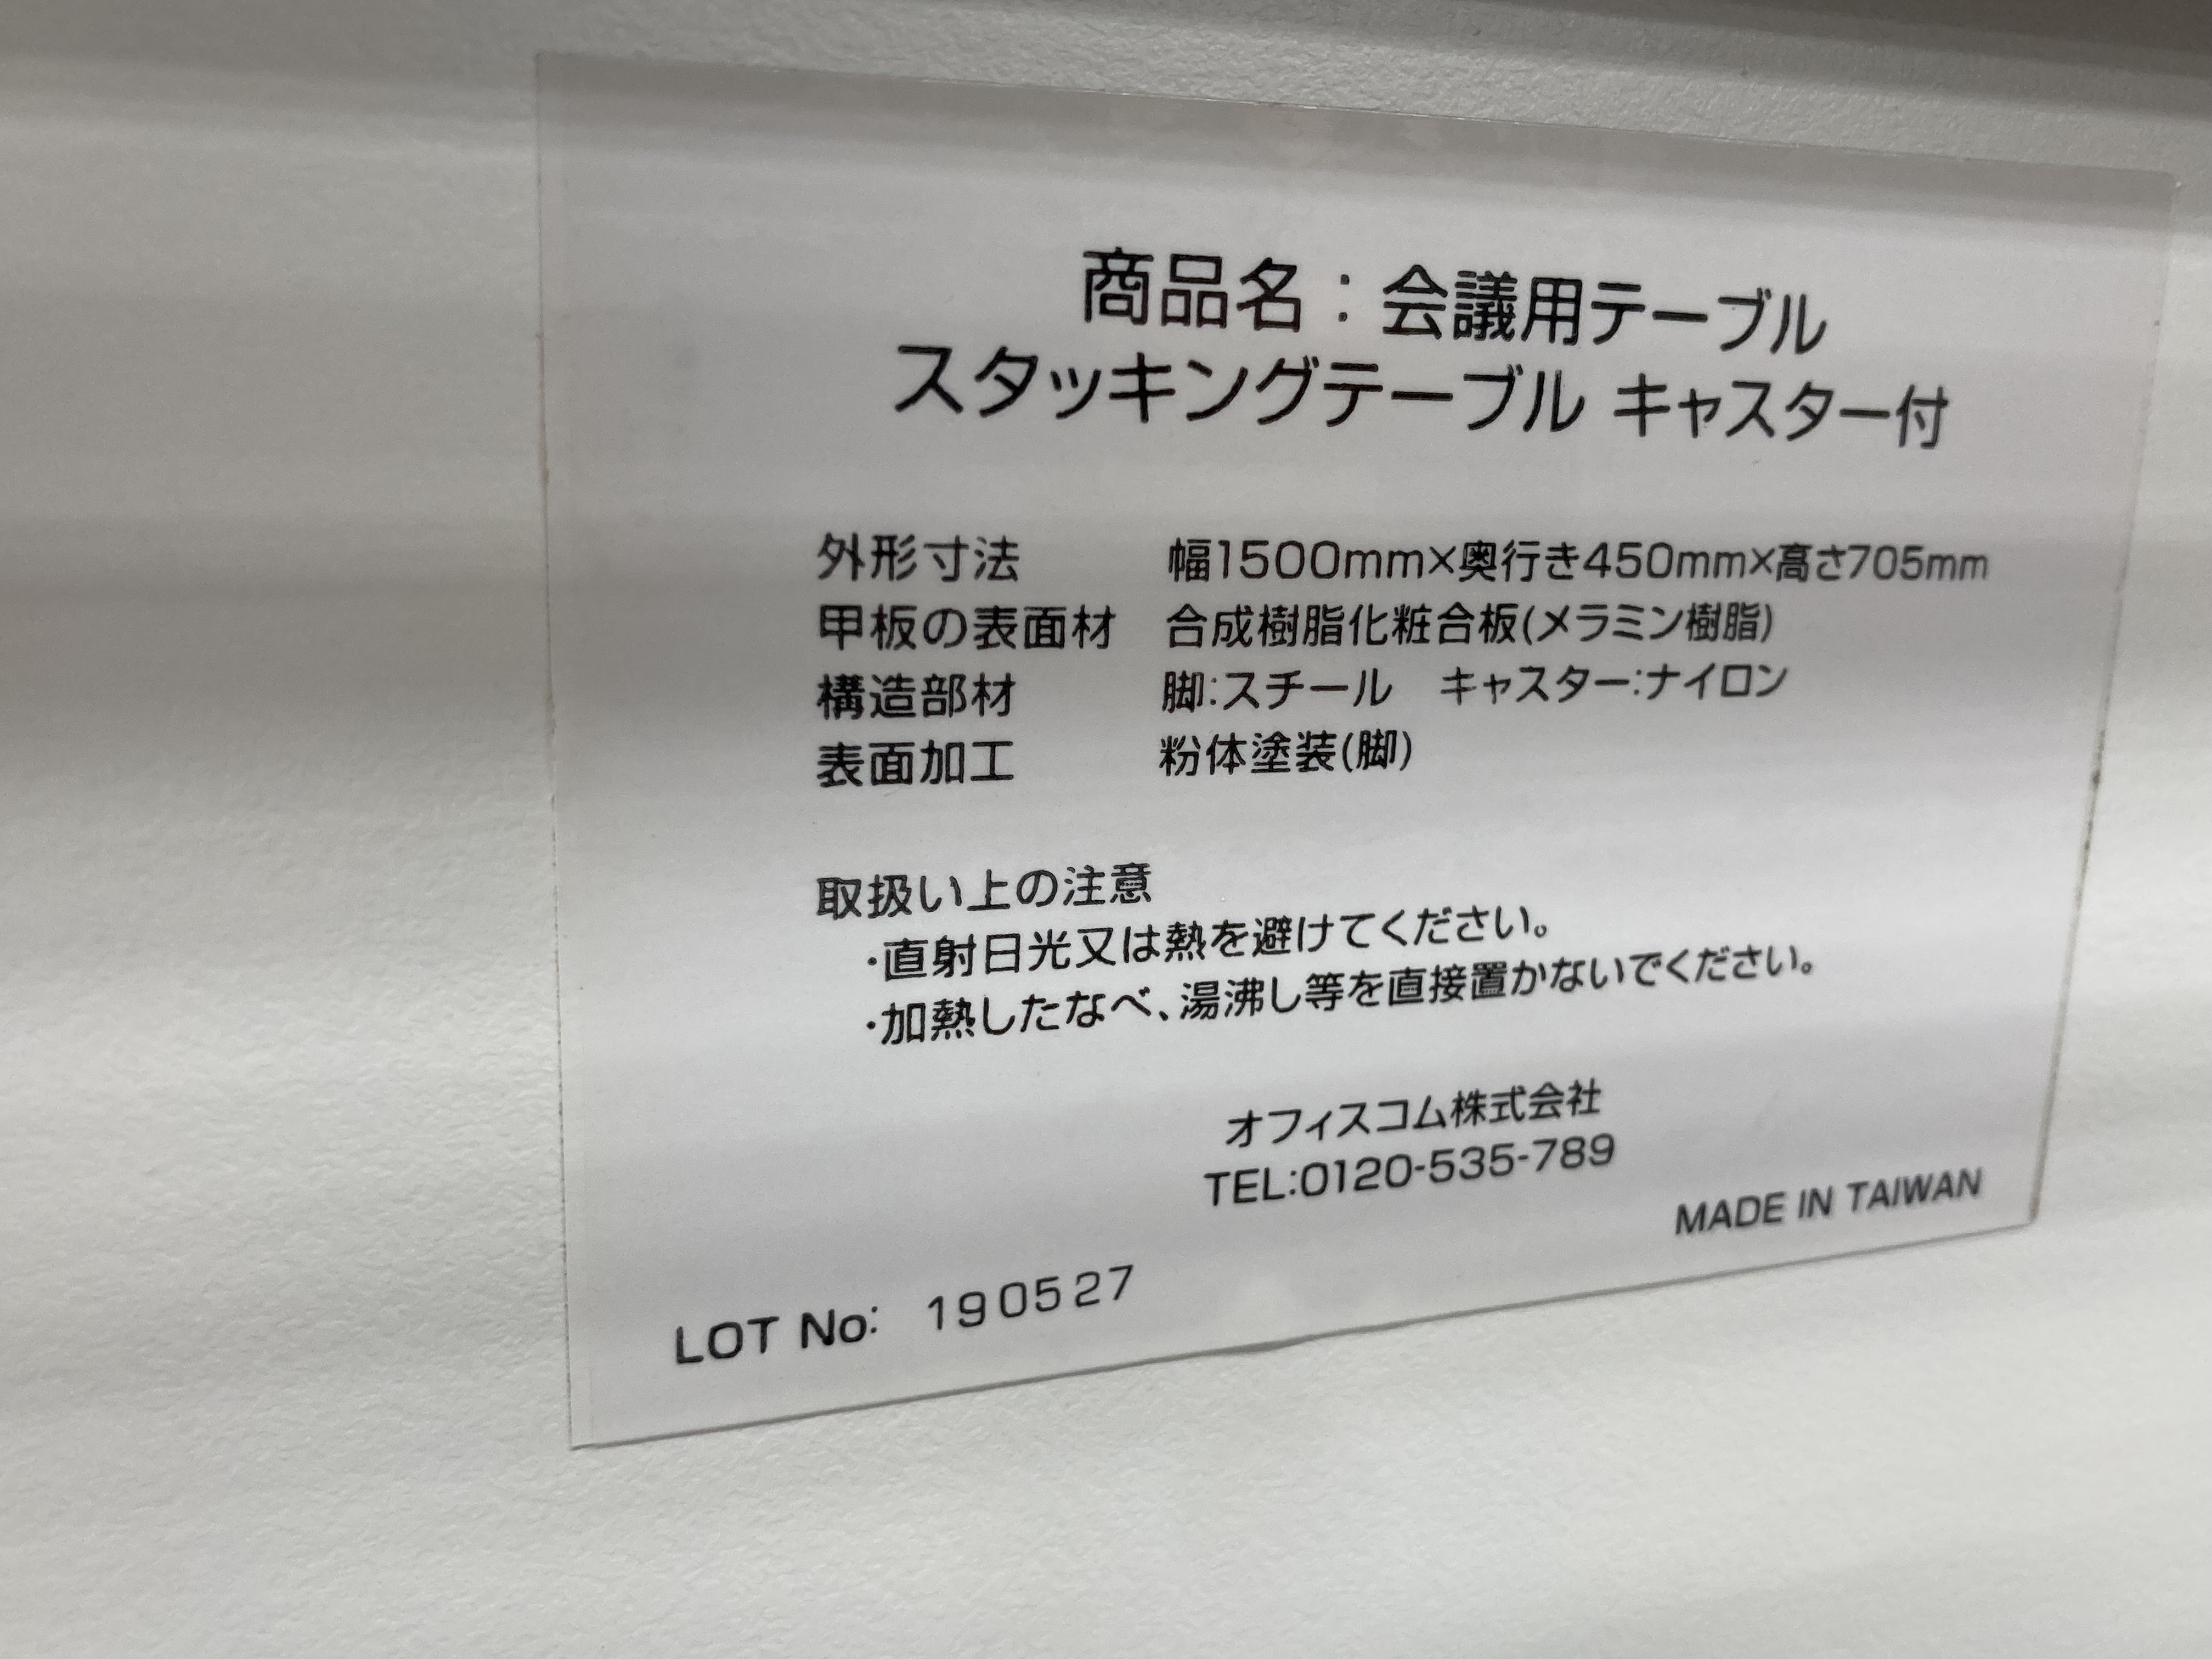 商品名：会議用テーブル
スタッキングテーブル キャスター付
外形寸法 幅1500mm×奥行き450mm×高さ705mm
甲板の表面材 合成樹脂化粧合板(メラミン樹脂)
構造部材 脚:スチール キャスター:ナイロン
表面加工 粉体塗装(脚)
取扱い上の注意
・直射日光又は熱を避けてください。
・加熱したなべ、湯沸し等を直接置かないでください。
オフィスコム株式会社
TEL:0120-535-789
MADE IN TAIWAN
LOT No: 190527